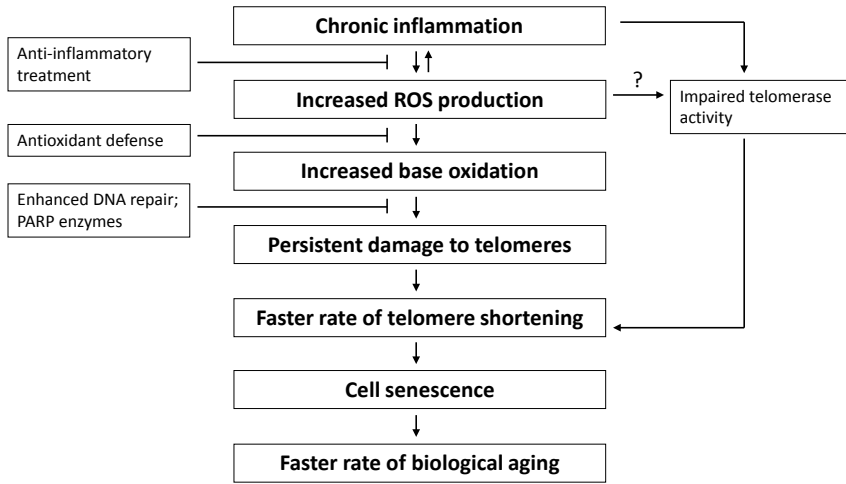 Chronic inflammation
Anti-inflammatory
treatment
Increased ROS production
?
Impaired telomerase
activity
Antioxidant defense
Increased base oxidation
Enhanced DNA repair;
PARP enzymes
Persistent damage to telomeres
Faster rate of telomere shortening
Cell senescence
Faster rate of biological aging